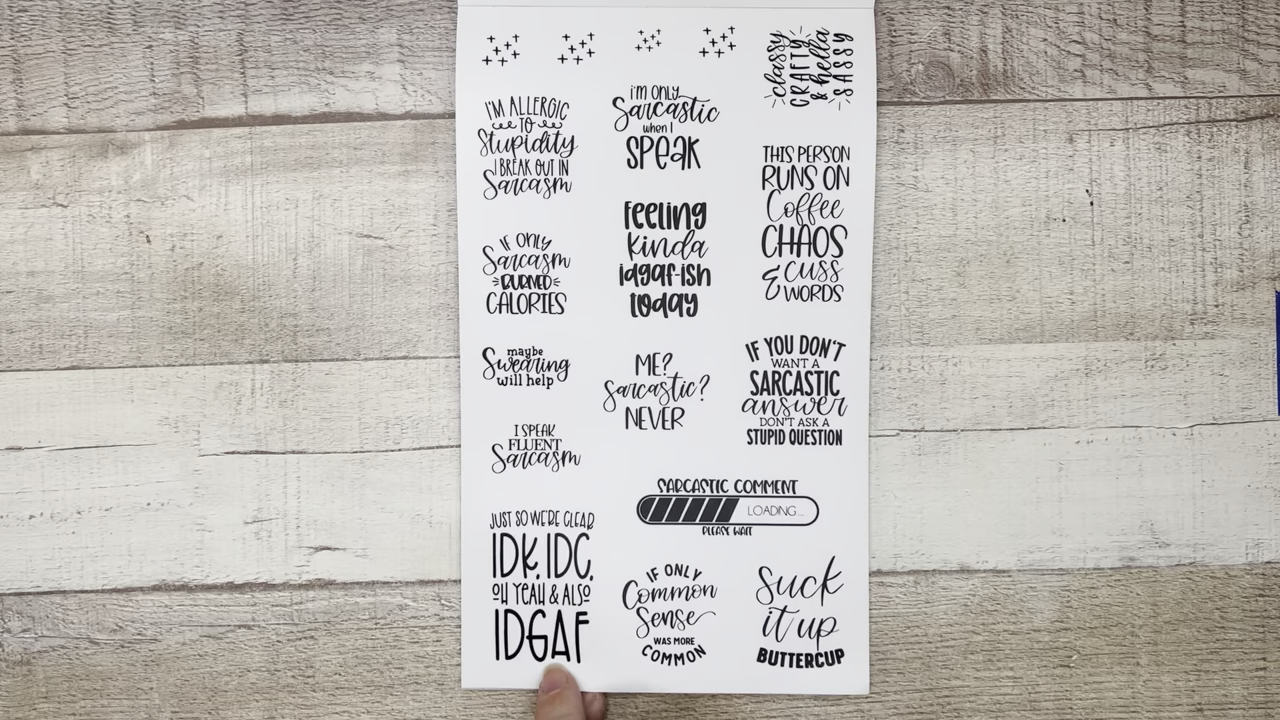 I'M ALLERGIC
TO
Stupidity
I BREAK OUT IN
Sarcasm
IF ONLY
Sarcasm
BURNED
CALORIES
maybe
Swearing
will help
I SPEAK
FLUENT
Sarcasm
JUST SO WE'RE CLEAR
IDK, IDC,
OH YEAH & ALSO
IDGAF
i'm ONLY
Sarcastic
when I
SPEAK
feeling
kinda
idgaf-ish
today
ME?
Sarcastic?
NEVER
SARCASTIC COMMENT
LOADING...
PLEASE WAIT
IF ONLY
Common
Sense
WAS MORE
COMMON
classy
CRAFTY
& hella
SASSY
THIS PERSON
RUNS ON
Coffee
CHAOS
& CUSS
WORDS
IF YOU DON'T
WANT A
SARCASTIC
answer
DON'T ASK A
STUPID QUESTION
Suck
it up
BUTTERCUP